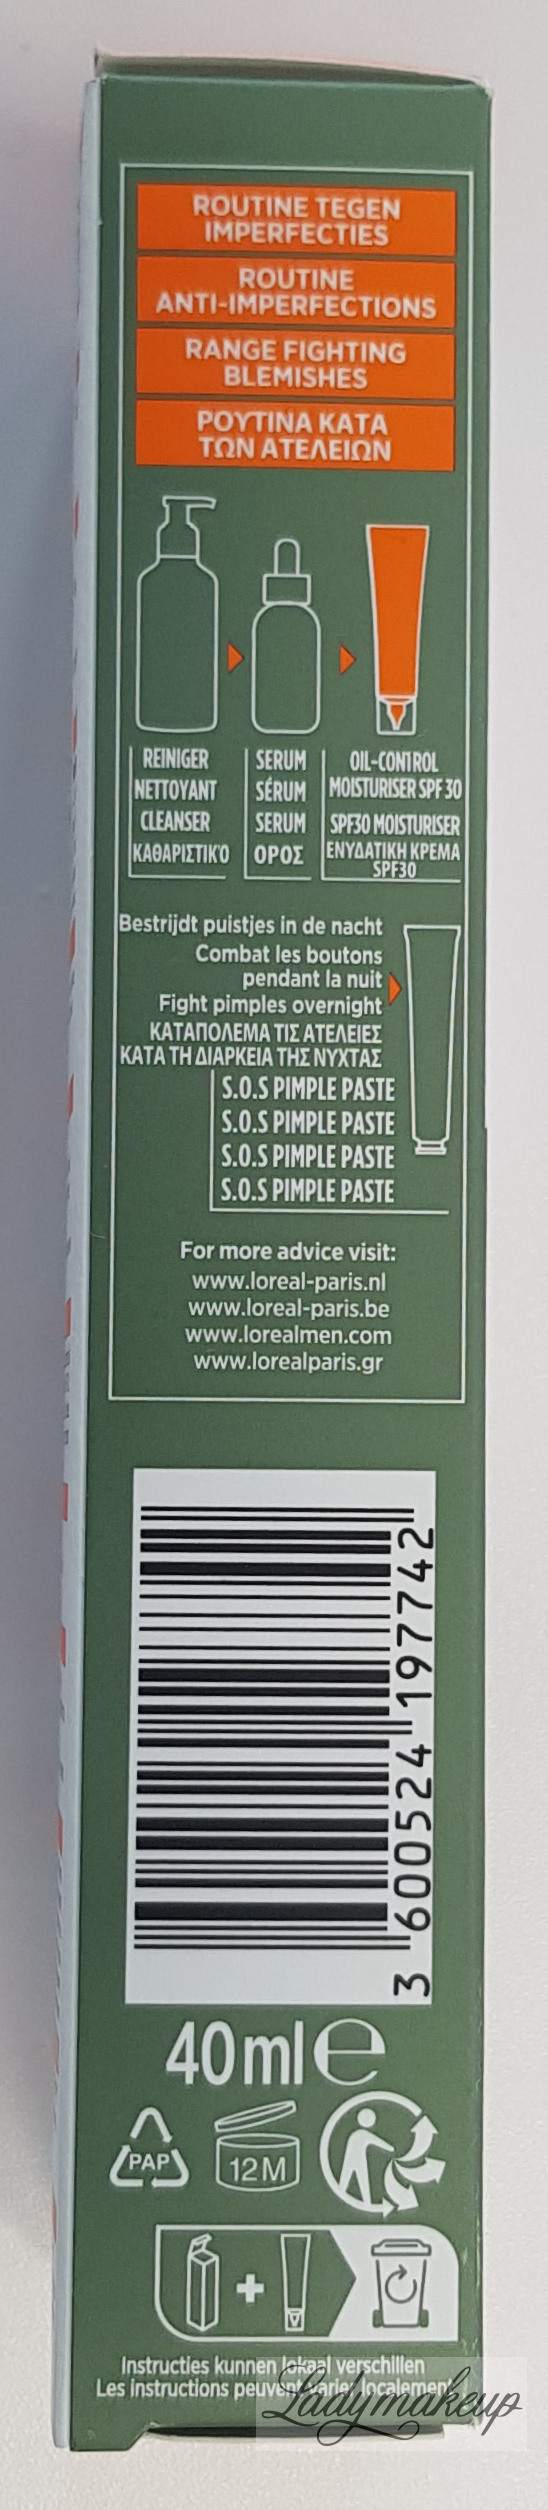 ROUTINE TEGEN
IMPERFECTIES
ROUTINE
ANTI-IMPERFECTIONS
RANGE FIGHTING
BLEMISHES
ΡΟΥΤΙΝΑ ΚΑΤΑ
ΤΩΝ ΑΤΕΛΕΙΩΝ
REINIGER
NETTOYANT
CLEANSER
ΚΑΘΑΡΙΣΤΙΚΌ
SERUM
SÉRUM
SERUM
ΟΡΟΣ
OIL-CONTROL
MOISTURISER SPF 30
SPF30 MOISTURISER
ΕΝΥΔΑΤΙΚΗ ΚΡΕΜΑ
SPF30
Bestrijdt puistjes in de nacht
Combat les boutons
pendant la nuit
Fight pimples overnight
ΚΑΤΑΠΟΛΕΜΑ ΤΙΣ ΑΤΕΛΕΙΕΣ
ΚΑΤΑ ΤΗ ΔΙΑΡΚΕΙΑ ΤΗΣ ΝΥΧΤΑΣ
S.O.S PIMPLE PASTE
S.O.S PIMPLE PASTE
S.O.S PIMPLE PASTE
S.O.S PIMPLE PASTE
For more advice visit:
www.loreal-paris.nl
www.loreal-paris.be
www.lorealmen.com
www.lorealparis.gr
3 600524 197742
40 ml e
PAP
12M
Instructies kunnen lokaal verschillen
Les instructions peuvent varier localement
Ladymakeup